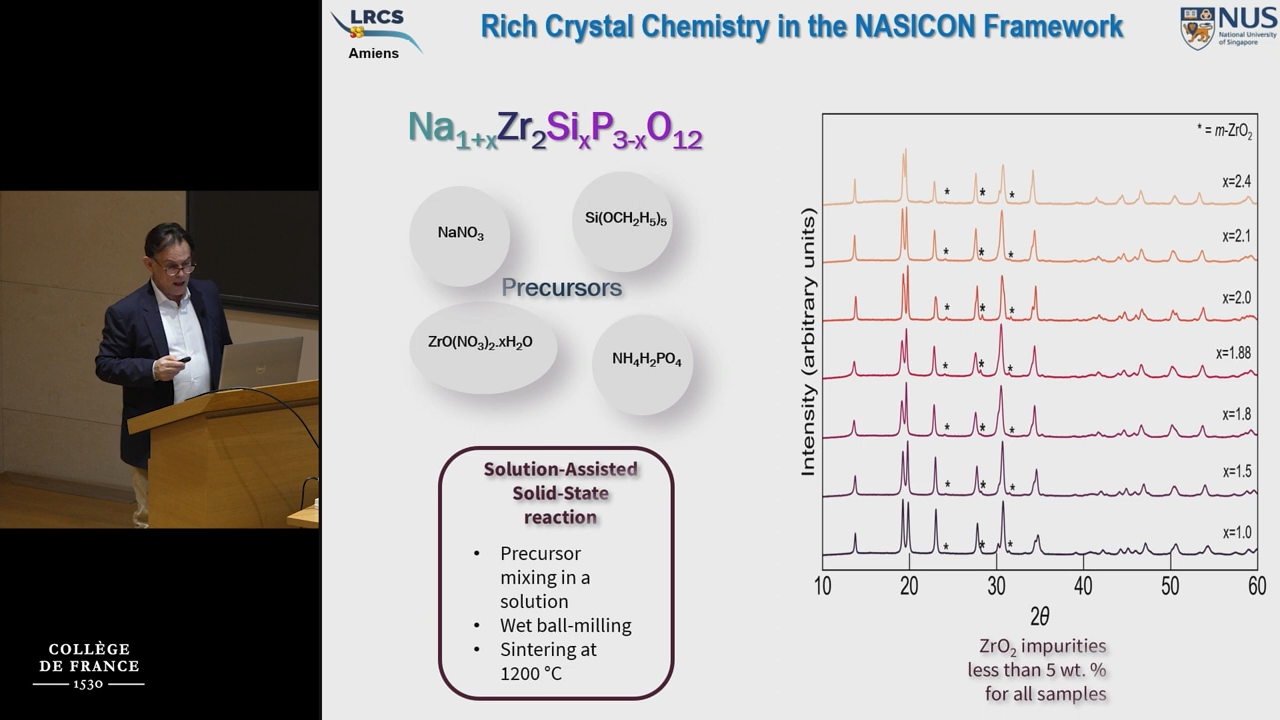 LRCS
Amiens
Rich Crystal Chemistry in the NASICON Framework
NUS
National University
of Singapore
Na1+xZr2SixP3-xO12
NaNO3
Si(OCH2H5)5
Precursors
ZrO(NO3)2.xH2O
NH4H2PO4
Solution-Assisted
Solid-State
reaction
• Precursor
mixing in a
solution
• Wet ball-milling
• Sintering at
1200 °C
Intensity (arbitrary units)
* = m-ZrO2
x=2.4
* * *
x=2.1
* * *
x=2.0
* * *
x=1.88
* * *
x=1.8
* * *
x=1.5
* * *
x=1.0
* * *
10 20 30 40 50 60
2θ
ZrO2 impurities
less than 5 wt. %
for all samples
COLLÈGE
DE FRANCE
1530